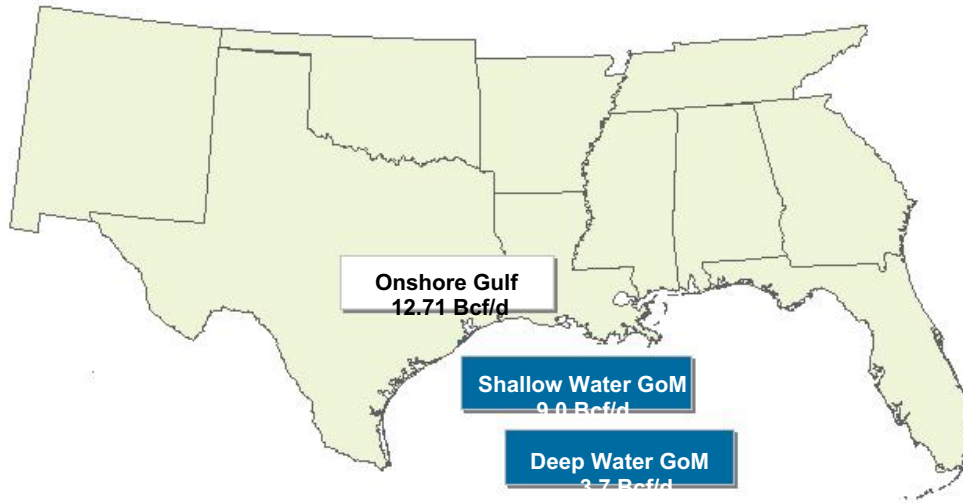 Onshore Gulf
12.71 Bcf/d
Shallow Water GoM
9.0 Bcf/d
Deep Water GoM
3.7 Bcf/d